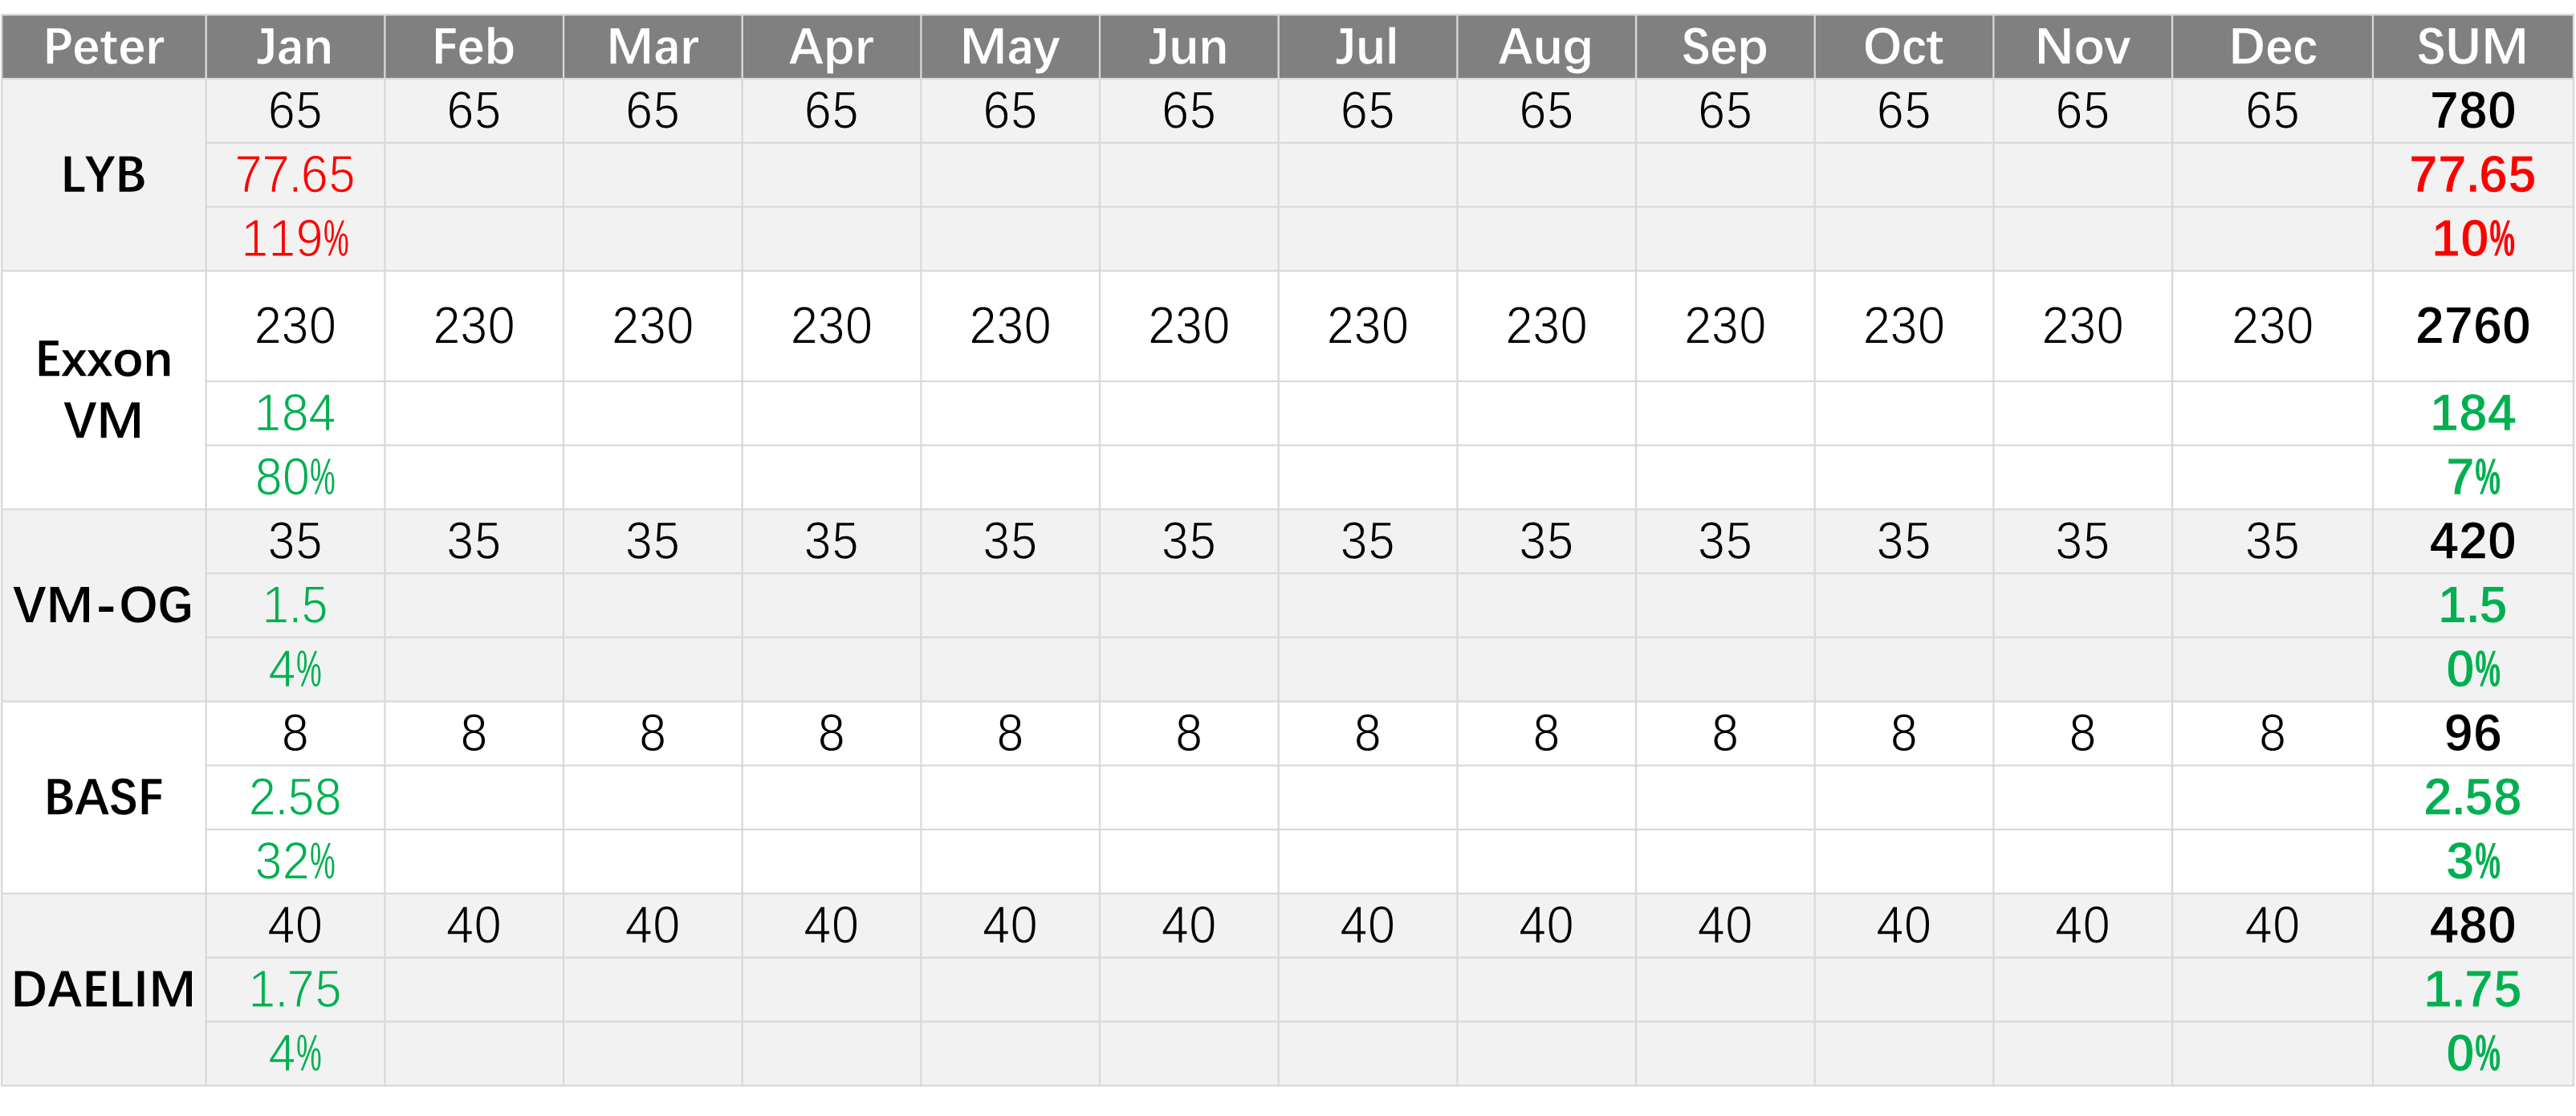 Peter Jan Feb Mar Apr May Jun Jul Aug Sep Oct Nov Dec SUM
LYB
65 65 65 65 65 65 65 65 65 65 65 65 780
77.65 77.65
119% 10%
Exxon
VM
230 230 230 230 230 230 230 230 230 230 230 230 2760
184 184
80% 7%
VM-OG
35 35 35 35 35 35 35 35 35 35 35 35 420
1.5 1.5
4% 0%
BASF
8 8 8 8 8 8 8 8 8 8 8 8 96
2.58 2.58
32% 3%
DAELIM
40 40 40 40 40 40 40 40 40 40 40 40 480
1.75 1.75
4% 0%